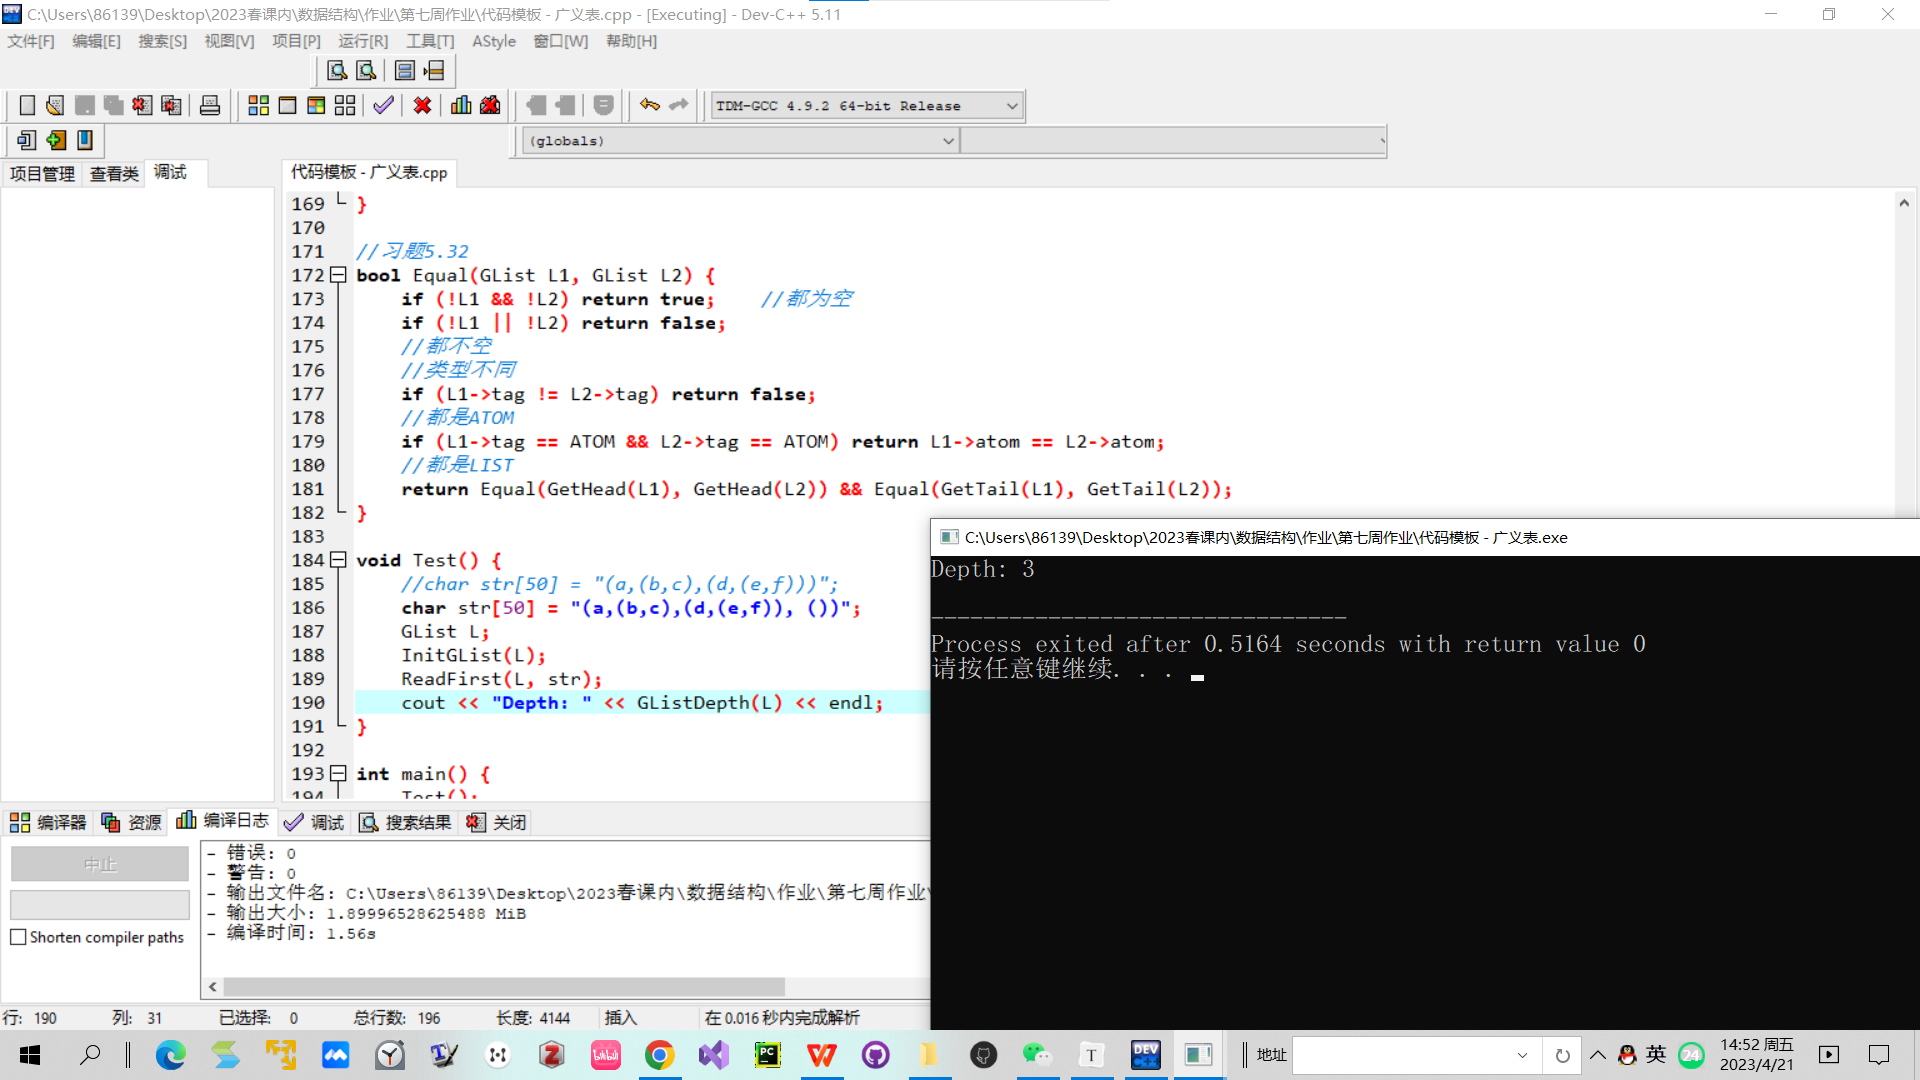 C:\Users\86139\Desktop\2023春课内\数据结构\作业\第七周作业\代码模板 - 广义表.cpp - [Executing] - Dev-C++ 5.11
文件[F] 编辑[E] 搜索[S] 视图[V] 项目[P] 运行[R] 工具[T] AStyle 窗口[W] 帮助[H]
TDM-GCC 4.9.2 64-bit Release
(globals)
项目管理 查看类 调试
代码模板 - 广义表.cpp
169 }
170
171 //习题5.32
172 bool Equal(GList L1, GList L2) {
173 if (!L1 && !L2) return true; //都为空
174 if (!L1 || !L2) return false;
175 //都不空
176 //类型不同
177 if (L1->tag != L2->tag) return false;
178 //都是ATOM
179 if (L1->tag == ATOM && L2->tag == ATOM) return L1->atom == L2->atom;
180 //都是LIST
181 return Equal(GetHead(L1), GetHead(L2)) && Equal(GetTail(L1), GetTail(L2));
182 }
183
184 void Test() {
185 //char str[50] = "(a,(b,c),(d,(e,f)))";
186 char str[50] = "(a,(b,c),(d,(e,f)), ())";
187 GList L;
188 InitGList(L);
189 ReadFirst(L, str);
190 cout << "Depth: " << GListDepth(L) << endl;
191 }
192
193 int main() {
194 Test();
C:\Users\86139\Desktop\2023春课内\数据结构\作业\第七周作业\代码模板 - 广义表.exe
Depth: 3
--------------------------------
Process exited after 0.5164 seconds with return value 0
请按任意键继续. . .
编译器 资源 编译日志 调试 搜索结果 关闭
中止
Shorten compiler paths
- 错误: 0
- 警告: 0
- 输出文件名: C:\Users\86139\Desktop\2023春课内\数据结构\作业\第七周作业\
- 输出大小: 1.89996528625488 MiB
- 编译时间: 1.56s
行: 190 列: 31 已选择: 0 总行数: 196 长度: 4144 插入 在 0.016 秒内完成解析
地址
英
24
14:52 周五
2023/4/21